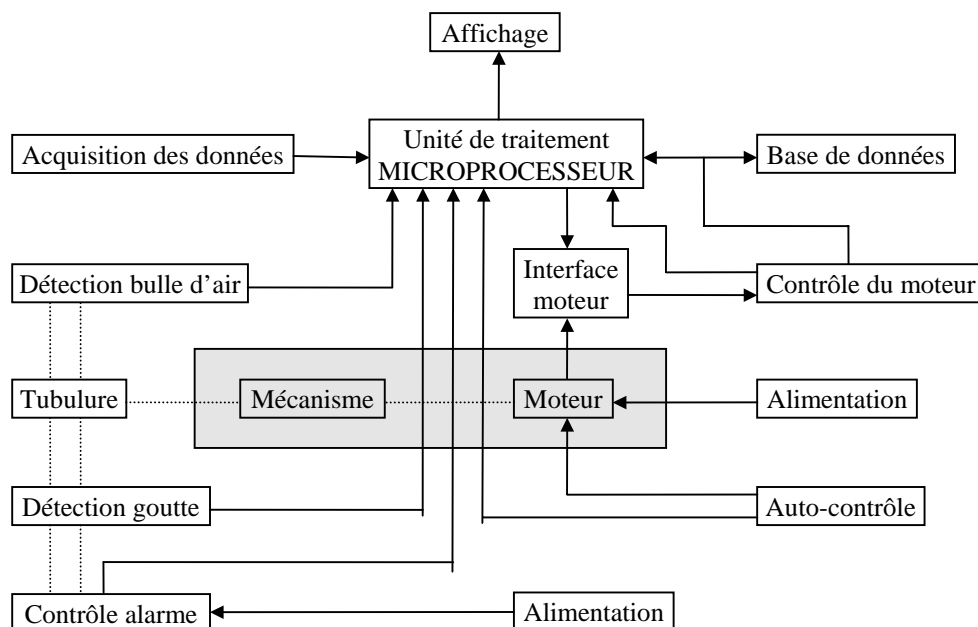 Affichage
Acquisition des données
Unité de traitement
MICROPROCESSEUR
Base de données
Détection bulle d'air
Interface
moteur
Contrôle du moteur
Tubulure
Mécanisme
Moteur
Alimentation
Détection goutte
Auto-contrôle
Contrôle alarme
Alimentation